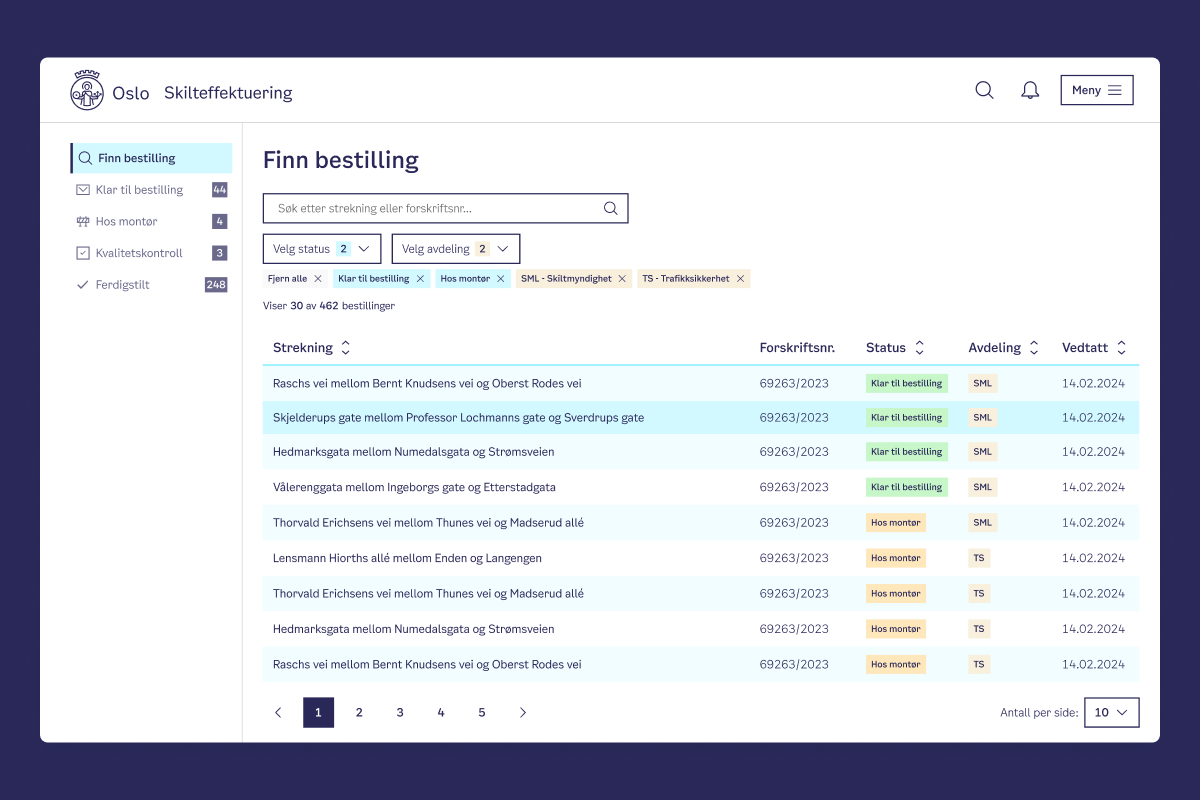 Oslo Skilteffektuering
Meny
Finn bestilling
Klar til bestilling 44
Hos montør 4
Kvalitetskontroll 3
Ferdigstilt 248
Finn bestilling
Søk etter strekning eller forskriftsnr...
Velg status 2 Velg avdeling 2
Fjern alle Klar til bestilling Hos montør SML - Skiltmyndighet TS - Trafikksikkerhet
Viser 30 av 462 bestillinger
Strekning Forskriftsnr. Status Avdeling Vedtatt
Raschs vei mellom Bernt Knudsens vei og Oberst Rodes vei 69263/2023 Klar til bestilling SML 14.02.2024
Skjelderups gate mellom Professor Lochmanns gate og Sverdrups gate 69263/2023 Klar til bestilling SML 14.02.2024
Hedmarksgata mellom Numedalsgata og Strømsveien 69263/2023 Klar til bestilling SML 14.02.2024
Vålerenggata mellom Ingeborgs gate og Etterstadgata 69263/2023 Klar til bestilling SML 14.02.2024
Thorvald Erichsens vei mellom Thunes vei og Madserud allé 69263/2023 Hos montør SML 14.02.2024
Lensmann Hiorths allé mellom Enden og Langengen 69263/2023 Hos montør TS 14.02.2024
Thorvald Erichsens vei mellom Thunes vei og Madserud allé 69263/2023 Hos montør TS 14.02.2024
Hedmarksgata mellom Numedalsgata og Strømsveien 69263/2023 Hos montør TS 14.02.2024
Raschs vei mellom Bernt Knudsens vei og Oberst Rodes vei 69263/2023 Hos montør TS 14.02.2024
1 2 3 4 5 Antall per side: 10